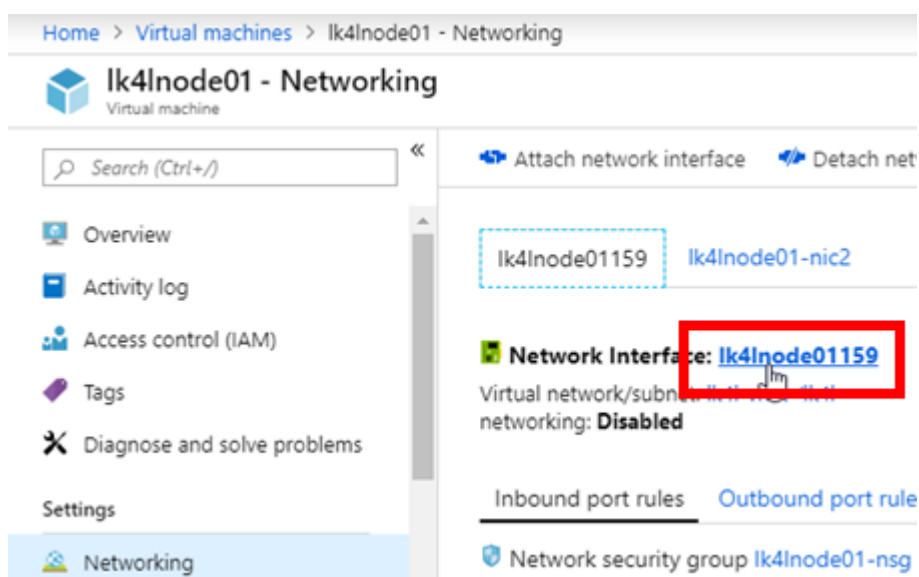 Home > Virtual machines > lk4lnode01 - Networking
lk4lnode01 - Networking
Virtual machine
Search (Ctrl+/)
«
Overview
Activity log
Access control (IAM)
Tags
Diagnose and solve problems
Settings
Networking
Attach network interface Detach net
lk4lnode01159 lk4lnode01-nic2
Network Interface: lk4lnode01159
Virtual network/subnet:
networking: Disabled
Inbound port rules Outbound port rule
Network security group lk4lnode01-nsg